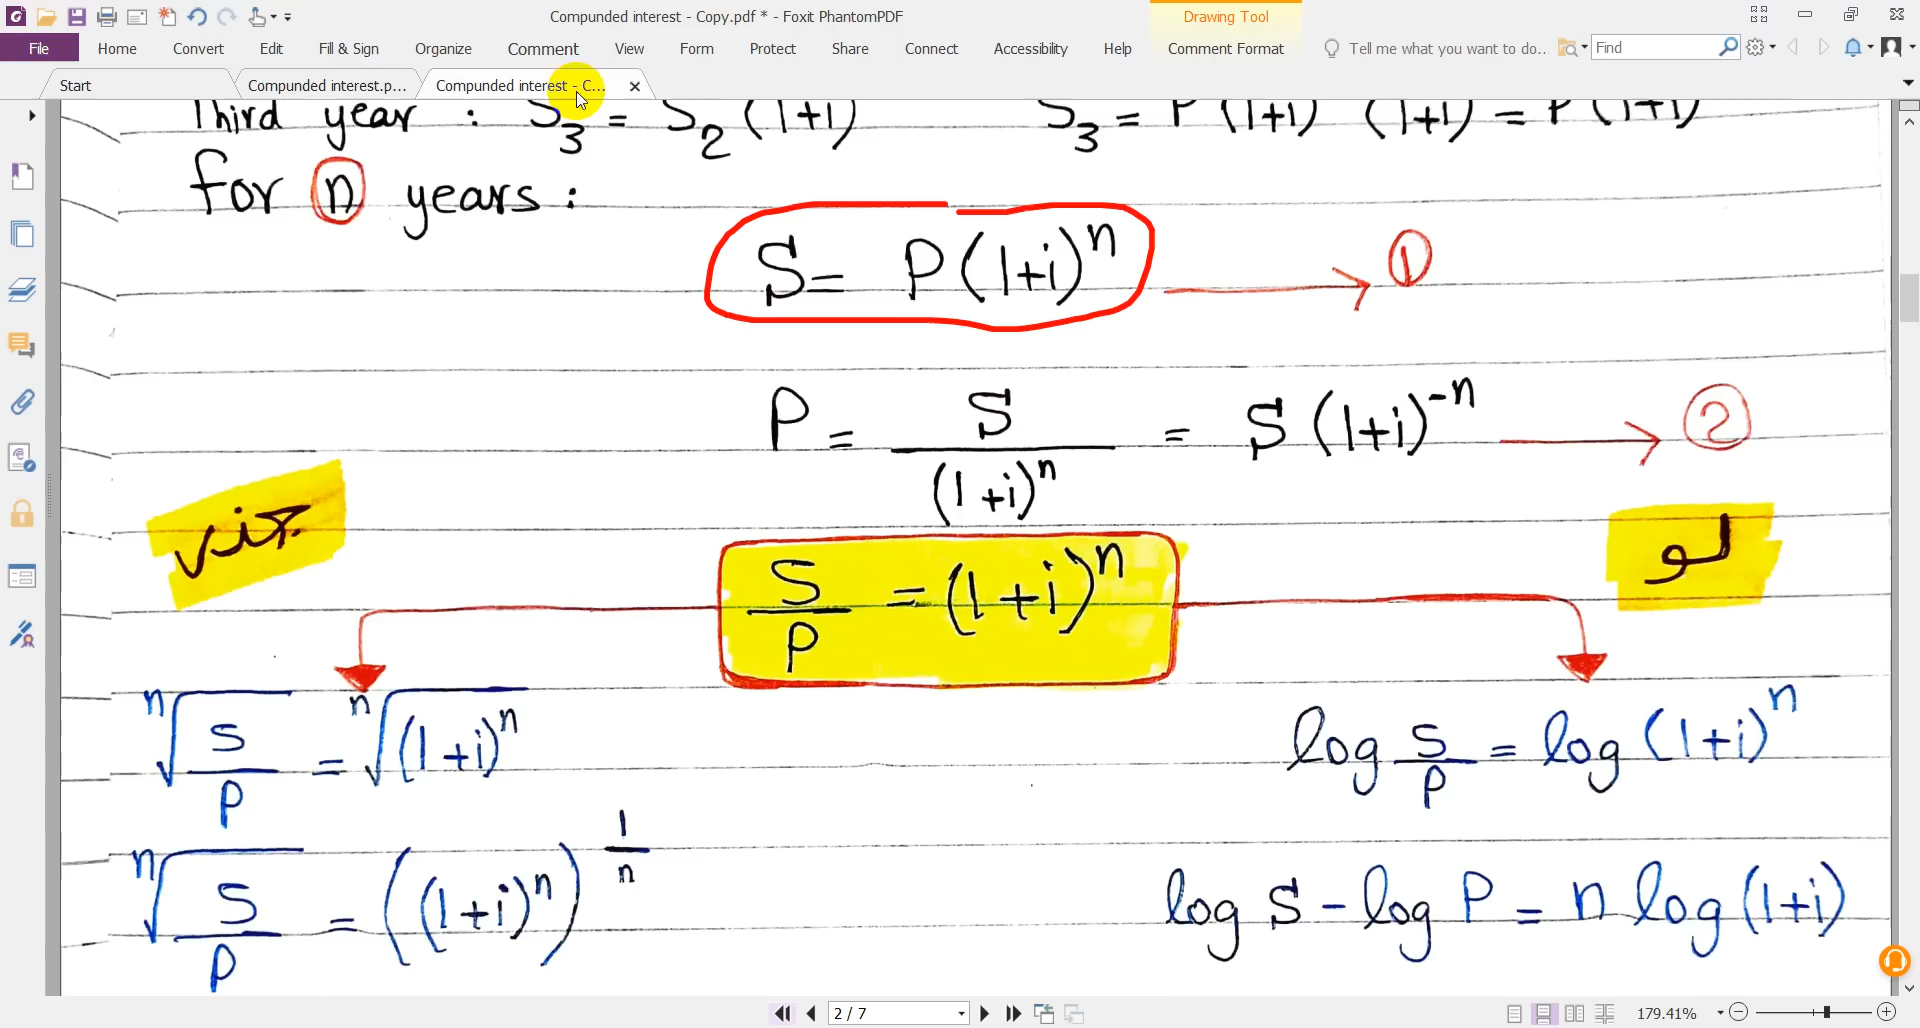 Compunded interest - Copy.pdf * - Foxit PhantomPDF
Drawing Tool
File Home Convert Edit Fill & Sign Organize Comment View Form Protect Share Connect Accessibility Help Comment Format Tell me what you want to do... Find
Start Compunded interest.p... Compunded interest - C...
Third year : S₃ = S₂ (1+i) S₃ = P (1+i) (1+i) = P (1+i)
for n years :
S = P (1+i)ⁿ → ①
P = S / (1+i)ⁿ = S (1+i)⁻ⁿ → ②
جذر
لو
S/P = (1+i)ⁿ
ⁿ√(S/P) = ⁿ√((1+i)ⁿ)
log S/P = log (1+i)ⁿ
ⁿ√(S/P) = ((1+i)ⁿ)^(1/n)
log S - log P = n log (1+i)
2 / 7 179.41%